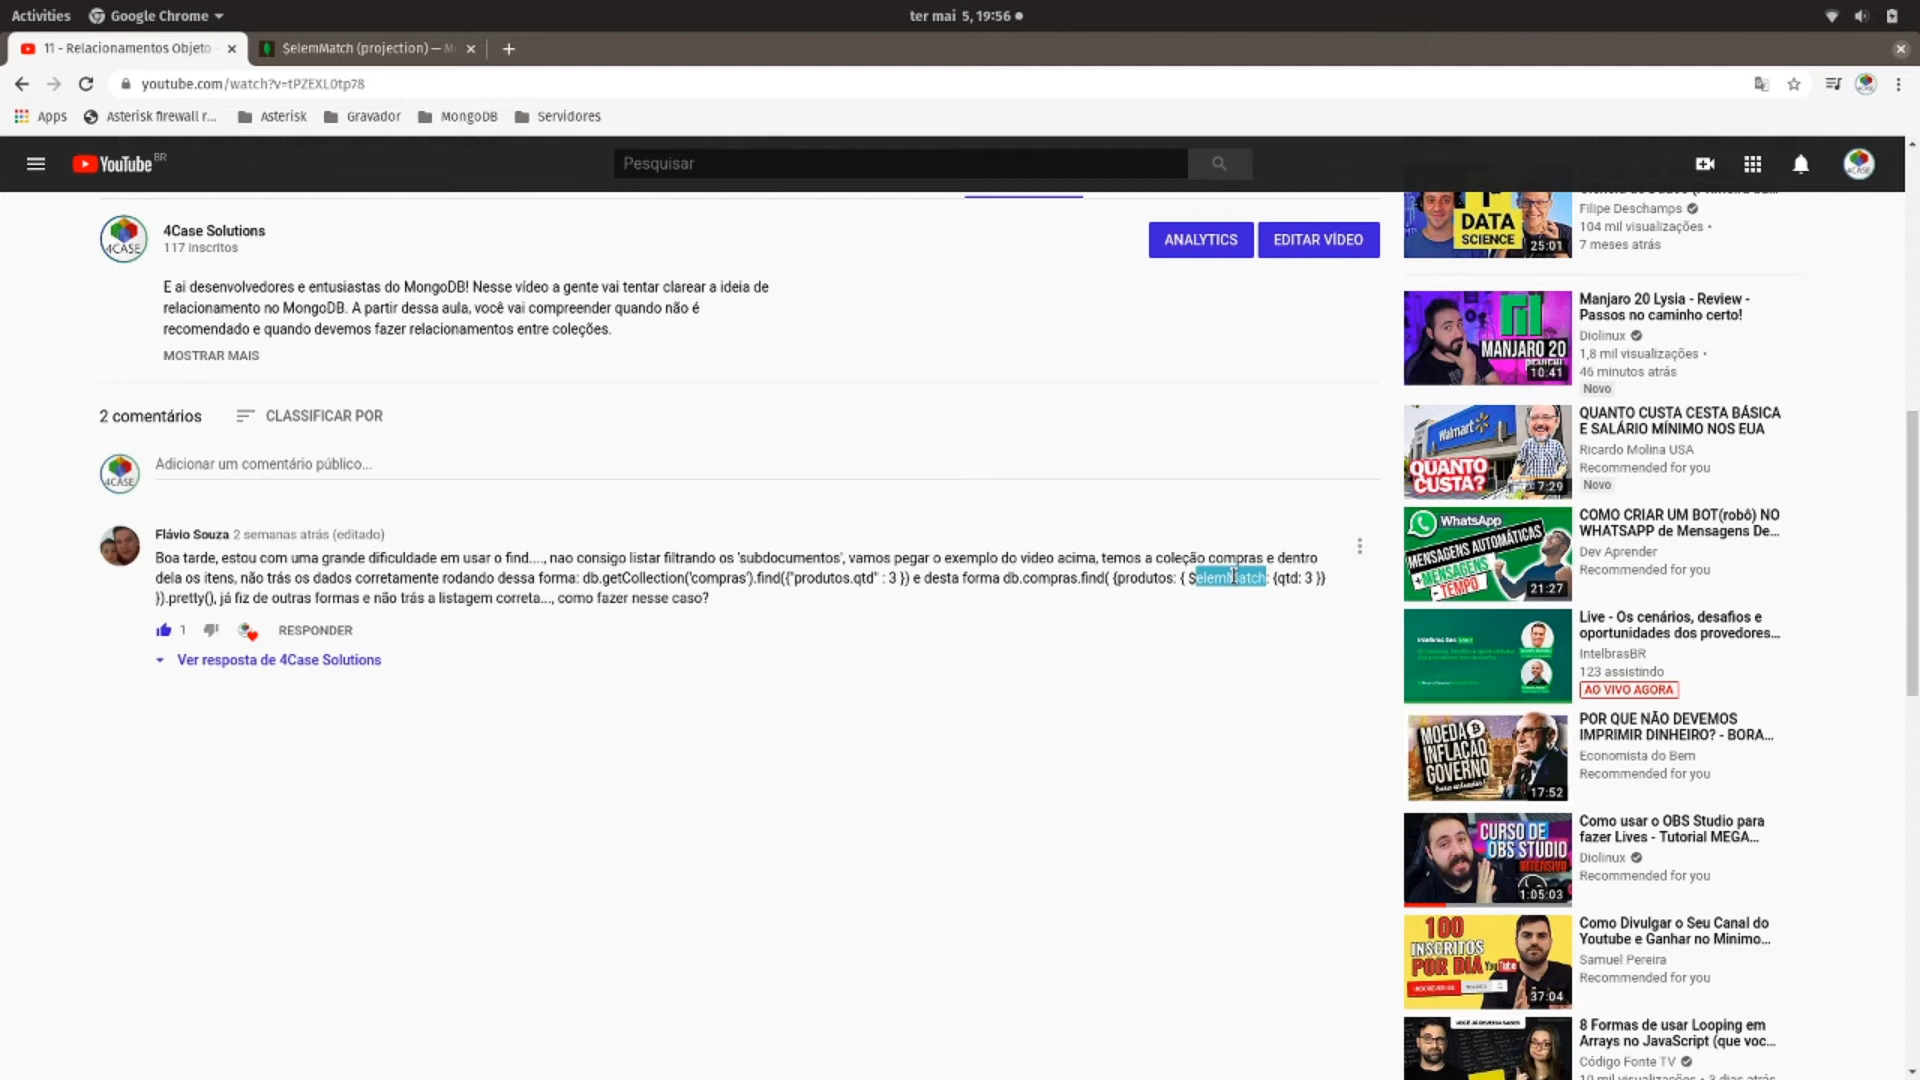 Activities
Google Chrome
ter mai 5, 19:56
11 - Relacionamentos Objeto
$elemMatch (projection) — M
youtube.com/watch?v=tPZEXL0tp78
Apps
Asterisk firewall r...
Asterisk
Gravador
MongoDB
Servidores
YouTube BR
Pesquisar
4Case Solutions
117 inscritos
ANALYTICS
EDITAR VÍDEO
E ai desenvolvedores e entusiastas do MongoDB! Nesse vídeo a gente vai tentar clarear a ideia de
relacionamento no MongoDB. A partir dessa aula, você vai compreender quando não é
recomendado e quando devemos fazer relacionamentos entre coleções.
MOSTRAR MAIS
2 comentários
CLASSIFICAR POR
4CASE
Adicionar um comentário público...
Flávio Souza 2 semanas atrás (editado)
Boa tarde, estou com uma grande dificuldade em usar o find...., nao consigo listar filtrando os 'subdocumentos', vamos pegar o exemplo do video acima, temos a coleção compras e dentro
dela os itens, não trás os dados corretamente rodando dessa forma: db.getCollection('compras').find({"produtos.qtd" : 3 }) e desta forma db.compras.find( {produtos: { $elemMatch: {qtd: 3 }}
}).pretty(), já fiz de outras formas e não trás a listagem correta..., como fazer nesse caso?
1
RESPONDER
Ver resposta de 4Case Solutions
DATA
SCIENCE
25:01
Filipe Deschamps
104 mil visualizações •
7 meses atrás
MANJARO 20
REVIEW
10:41
Manjaro 20 Lysia - Review -
Passos no caminho certo!
Diolinux
1,8 mil visualizações •
46 minutos atrás
Novo
Walmart
QUANTO
CUSTA?
7:29
QUANTO CUSTA CESTA BÁSICA
E SALÁRIO MÍNIMO NOS EUA
Ricardo Molina USA
Recommended for you
Novo
WhatsApp
MENSAGENS AUTOMÁTICAS
+MENSAGENS
-TEMPO
21:27
COMO CRIAR UM BOT(robô) NO
WHATSAPP de Mensagens De...
Dev Aprender
Recommended for you
Live - Os cenários, desafios e
oportunidades dos provedores...
IntelbrasBR
123 assistindo
AO VIVO AGORA
MOEDA
INFLAÇÃO
GOVERNO
17:52
POR QUE NÃO DEVEMOS
IMPRIMIR DINHEIRO? - BORA...
Economista do Bem
Recommended for you
CURSO DE
OBS STUDIO
INTENSIVO
1:05:03
Como usar o OBS Studio para
fazer Lives - Tutorial MEGA...
Diolinux
Recommended for you
100
INSCRITOS
POR DIA
YouTube
37:04
Como Divulgar o Seu Canal do
Youtube e Ganhar no Minimo...
Samuel Pereira
Recommended for you
8 Formas de usar Looping em
Arrays no JavaScript (que voc...
Código Fonte TV